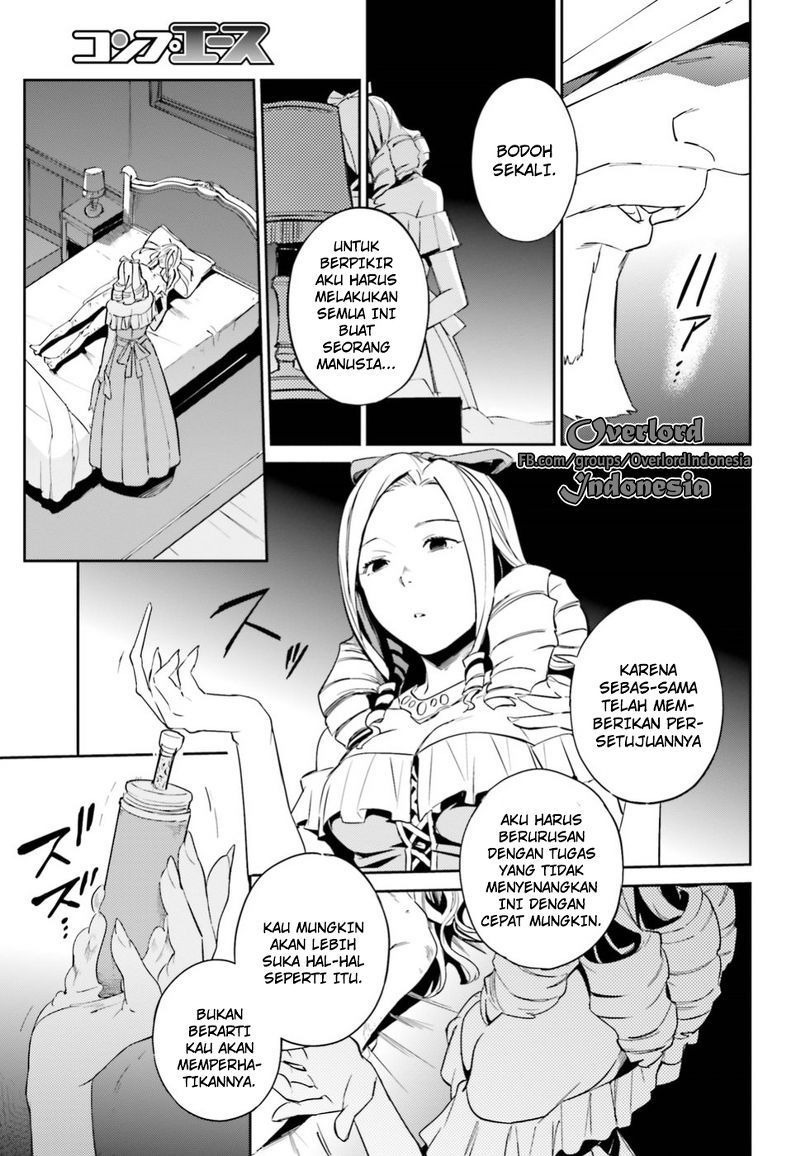 コンプエース
BODOH
SEKALI.
UNTUK
BERPIKIR
AKU HARUS
MELAKUKAN
SEMUA INI
BUAT
SEORANG
MANUSIA...
ツァ...
Overlord
FB.com/groups/OverlordIndonesia
Indonesia
KARENA
SEBAS-SAMA
TELAH MEM-
BERIKAN PER-
SETUJUANNYA
ズズ
AKU HARUS
BERURUSAN
DENGAN TUGAS
YANG TIDAK
MENYENANGKAN
INI DENGAN
CEPAT MUNGKIN.
ズズ...
KAU MUNGKIN
AKAN LEBIH
SUKA HAL-HAL
SEPERTI ITU.
BUKAN
BERARTI
KAU AKAN
MEMPERHA-
TIKANNYA.